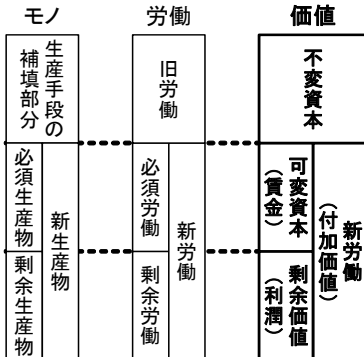 モノ
労働
価値
生産手段の
補填部分
旧労働
不変資本
必須生産物
新生産物
必須労働
新労働
可変資本
（賃金）
新労働
（付加価値）
剰余生産物
剰余労働
剰余価値
（利潤）